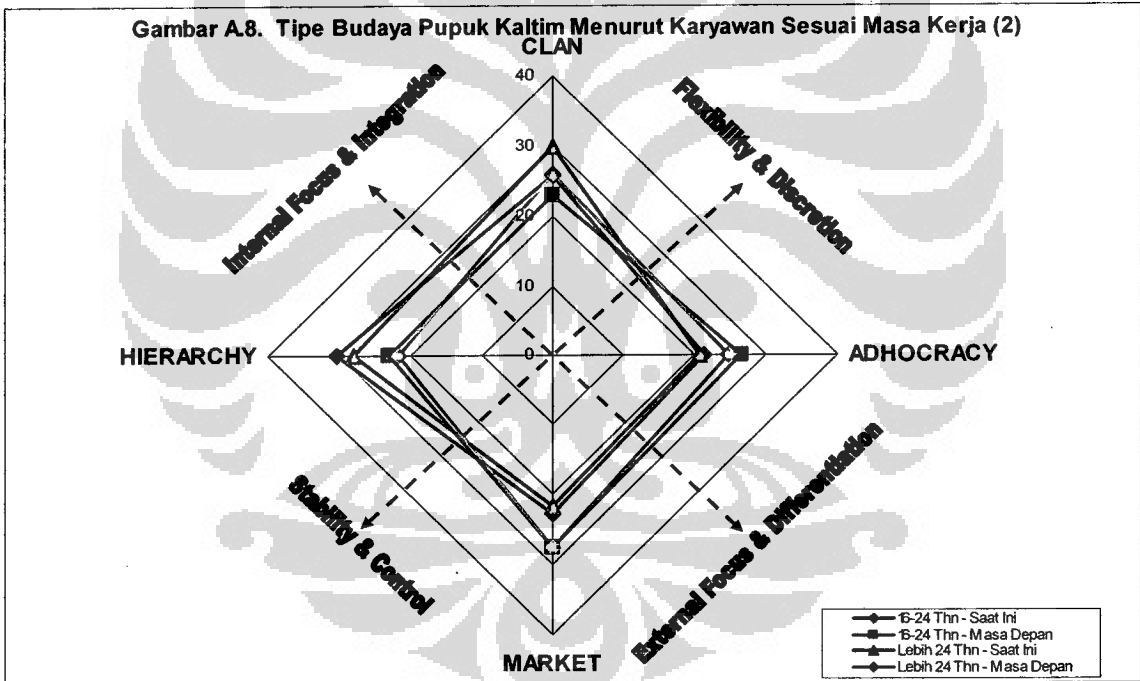 Gambar A.8. Tipe Budaya Pupuk Kaltim Menurut Karyawan Sesuai Masa Kerja (2)
CLAN
40
Internal Focus & Integration
Flexibility & Discretion
30
20
10
HIERARCHY
0
ADHOCRACY
Stability & Control
External Focus & Differentiation
MARKET
16-24 Thn - Saat Ini
16-24 Thn - Masa Depan
Lebih 24 Thn - Saat Ini
Lebih 24 Thn - Masa Depan